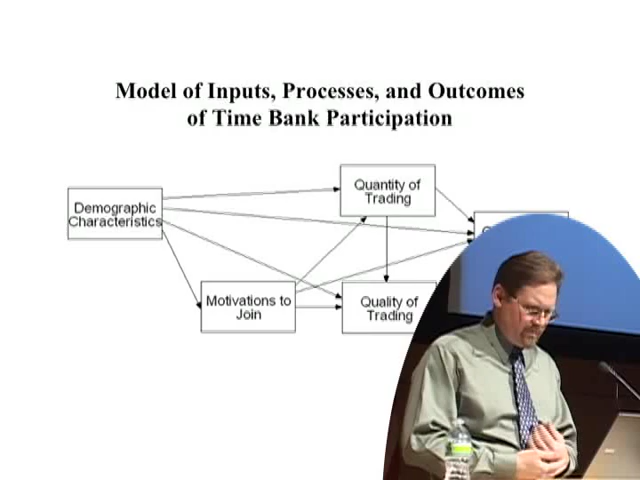 Model of Inputs, Processes, and Outcomes
of Time Bank Participation
Quantity of
Trading
Demographic
Characteristics
Motivations to
Join
Quality of
Trading